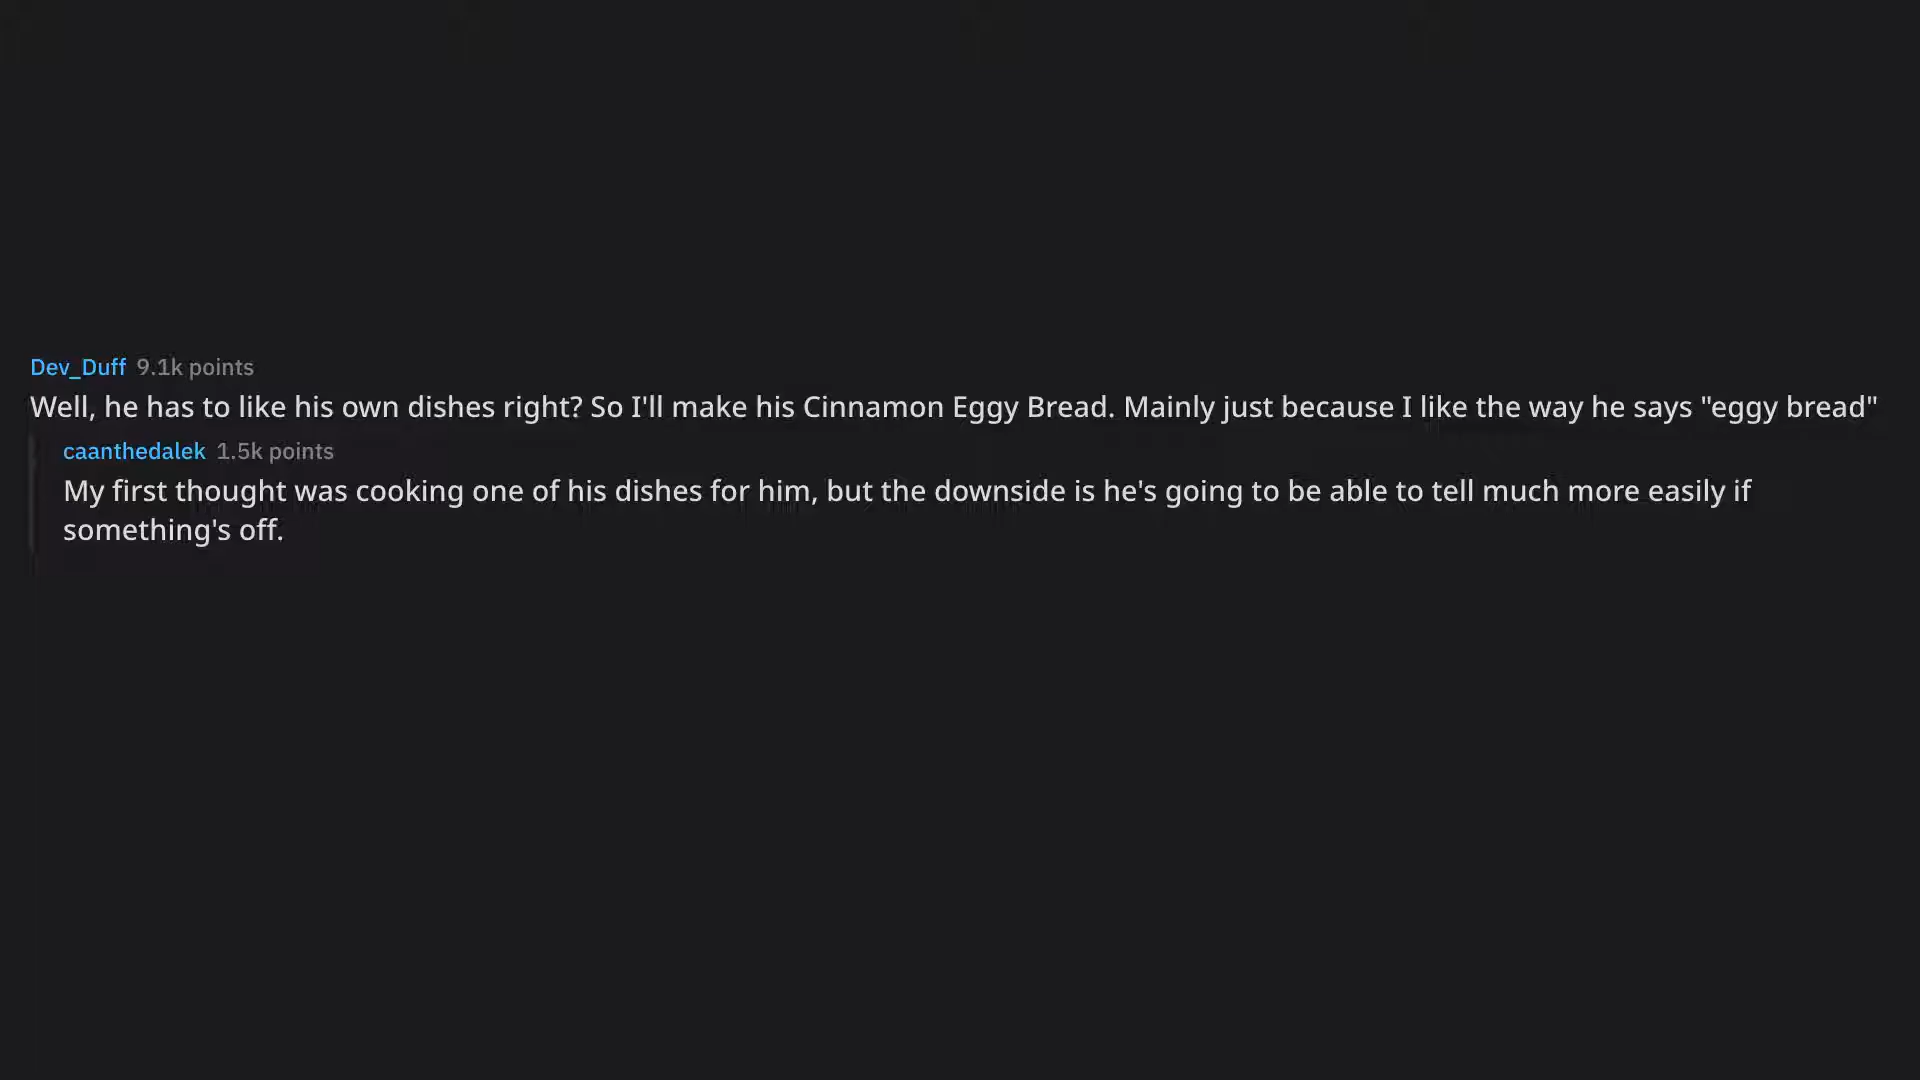 Dev_Duff 9.1k points
Well, he has to like his own dishes right? So I'll make his Cinnamon Eggy Bread. Mainly just because I like the way he says "eggy bread"
caanthedalek 1.5k points
My first thought was cooking one of his dishes for him, but the downside is he's going to be able to tell much more easily if
something's off.